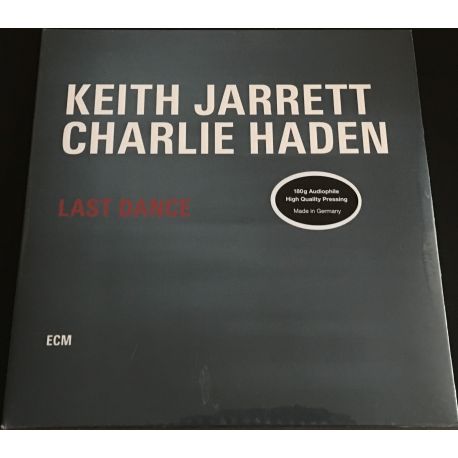 KEITH JARRETT
CHARLIE HADEN
LAST DANCE
180g Audiophile
High Quality Pressing
Made in Germany
ECM